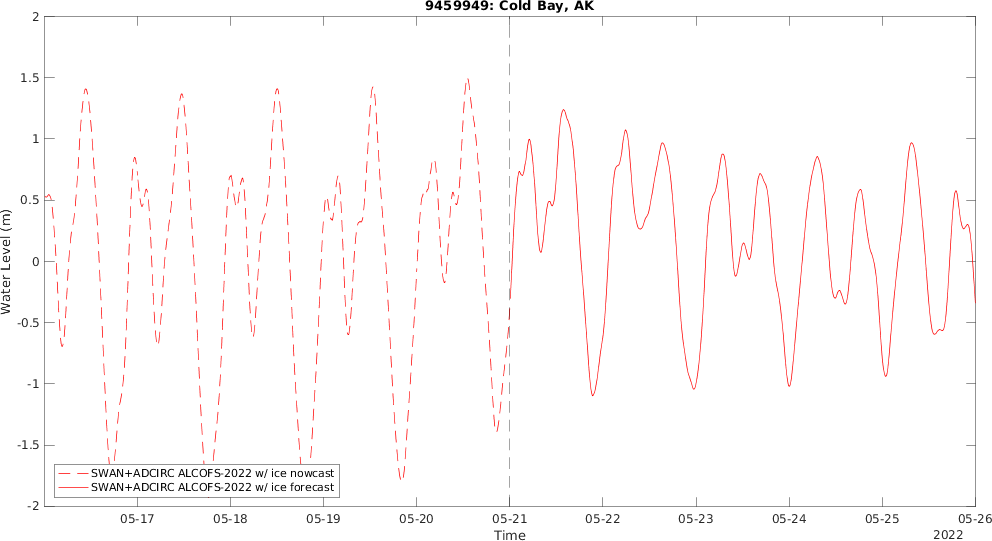 9459949: Cold Bay, AK
2
1.5
1
0.5
0
-0.5
-1
-1.5
-2
Water Level (m)
SWAN+ADCIRC ALCOFS-2022 w/ ice nowcast
SWAN+ADCIRC ALCOFS-2022 w/ ice forecast
05-17 05-18 05-19 05-20 05-21 05-22 05-23 05-24 05-25 05-26
Time
2022